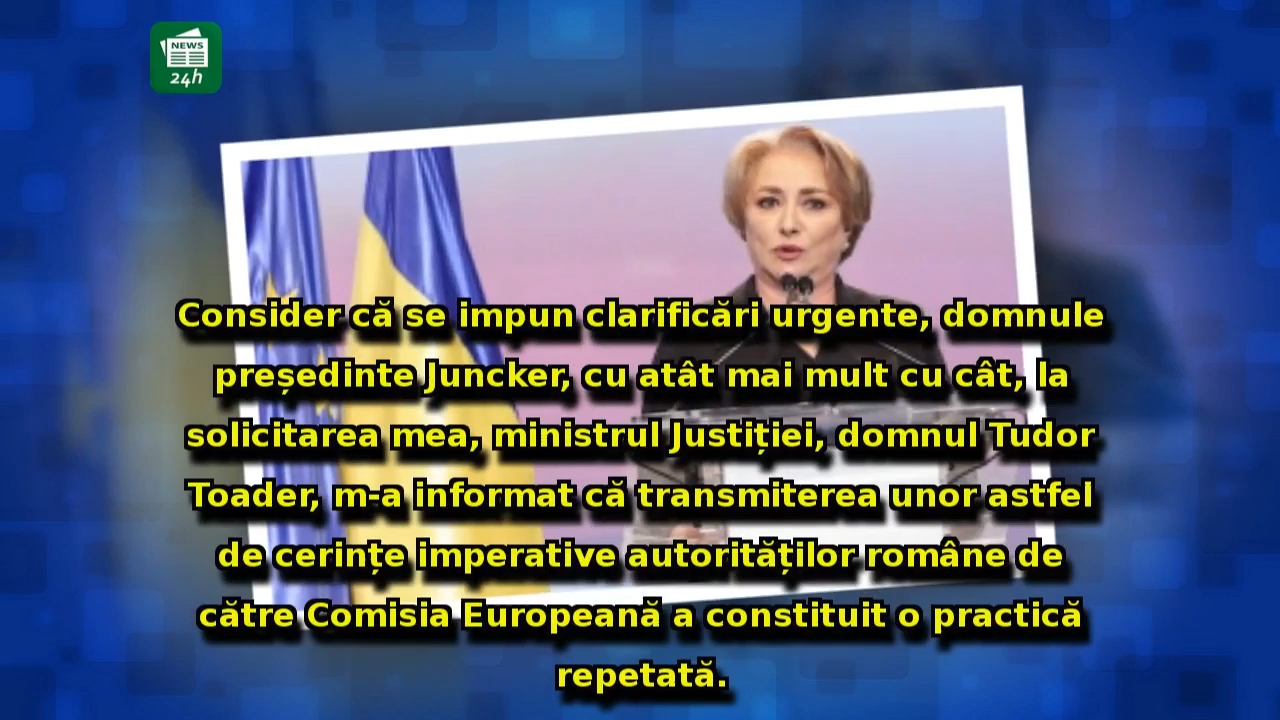 NEWS
24h
Consider că se impun clarificări urgente, domnule
președinte Juncker, cu atât mai mult cu cât, la
solicitarea mea, ministrul Justiției, domnul Tudor
Toader, m-a informat că transmiterea unor astfel
de cerințe imperative autorităților române de
către Comisia Europeană a constituit o practică
repetată.